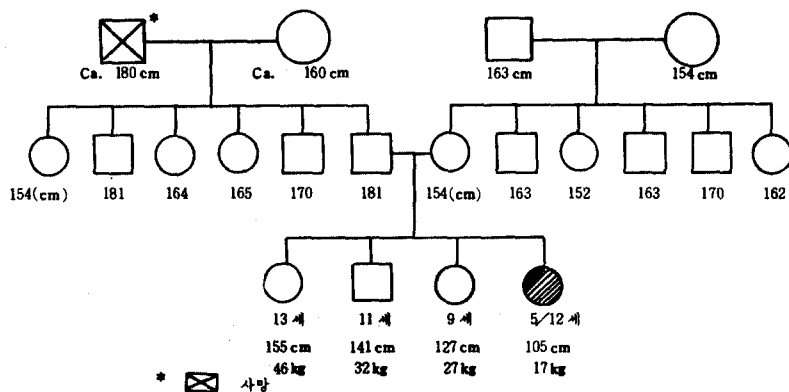 *
Ca. 180 cm Ca. 160 cm 163 cm 154 cm
154(cm) 181 164 165 170 181 154(cm) 163 152 163 170 162
13 세 11 세 9 세 5/12 세
155 cm 141 cm 127 cm 105 cm
46 kg 32 kg 27 kg 17 kg
* 사망